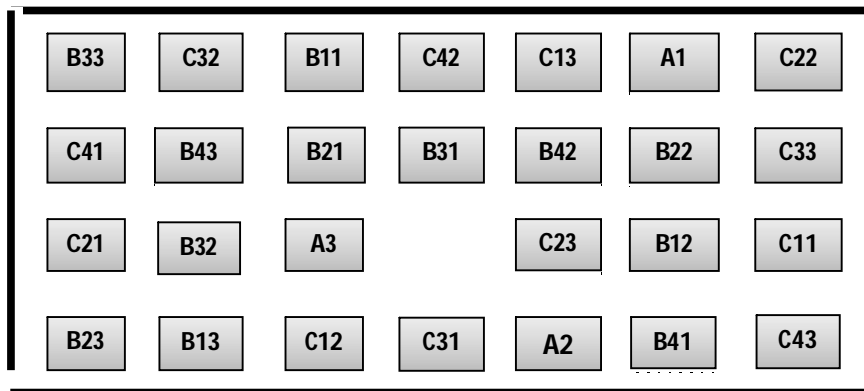 B33 C32 B11 C42 C13 A1 C22
C41 B43 B21 B31 B42 B22 C33
C21 B32 A3 C23 B12 C11
B23 B13 C12 C31 A2 B41 C43